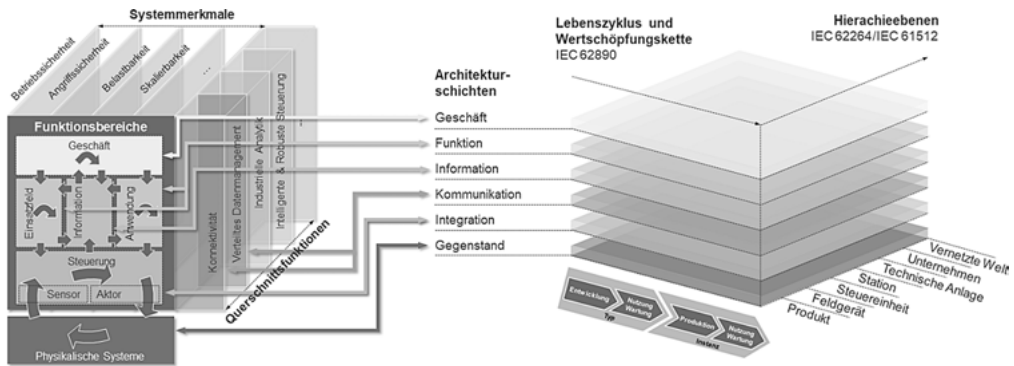 Systemmerkmale
Betriebssicherheit
Angriffssicherheit
Belastbarkeit
Skalierbarkeit
...
Funktionsbereiche
Geschäft
Einsatzfeld
Information
Anwendung
Steuerung
Sensor
Aktor
Physikalische Systeme
Konnektivität
Verteiltes Datenmanagement
Industrielle Analytik
Intelligente & Robuste Steuerung
...
Querschnittsfunktionen
Architektur-
schichten
Geschäft
Funktion
Information
Kommunikation
Integration
Gegenstand
Lebenszyklus und
Wertschöpfungskette
IEC 62890
Hierachieebenen
IEC 62264/IEC 61512
Vernetzte Welt
Unternehmen
Technische Anlage
Station
Steuereinheit
Feldgerät
Produkt
Entwicklung
Nutzung
Wartung
Typ
Produktion
Nutzung
Wartung
Instanz